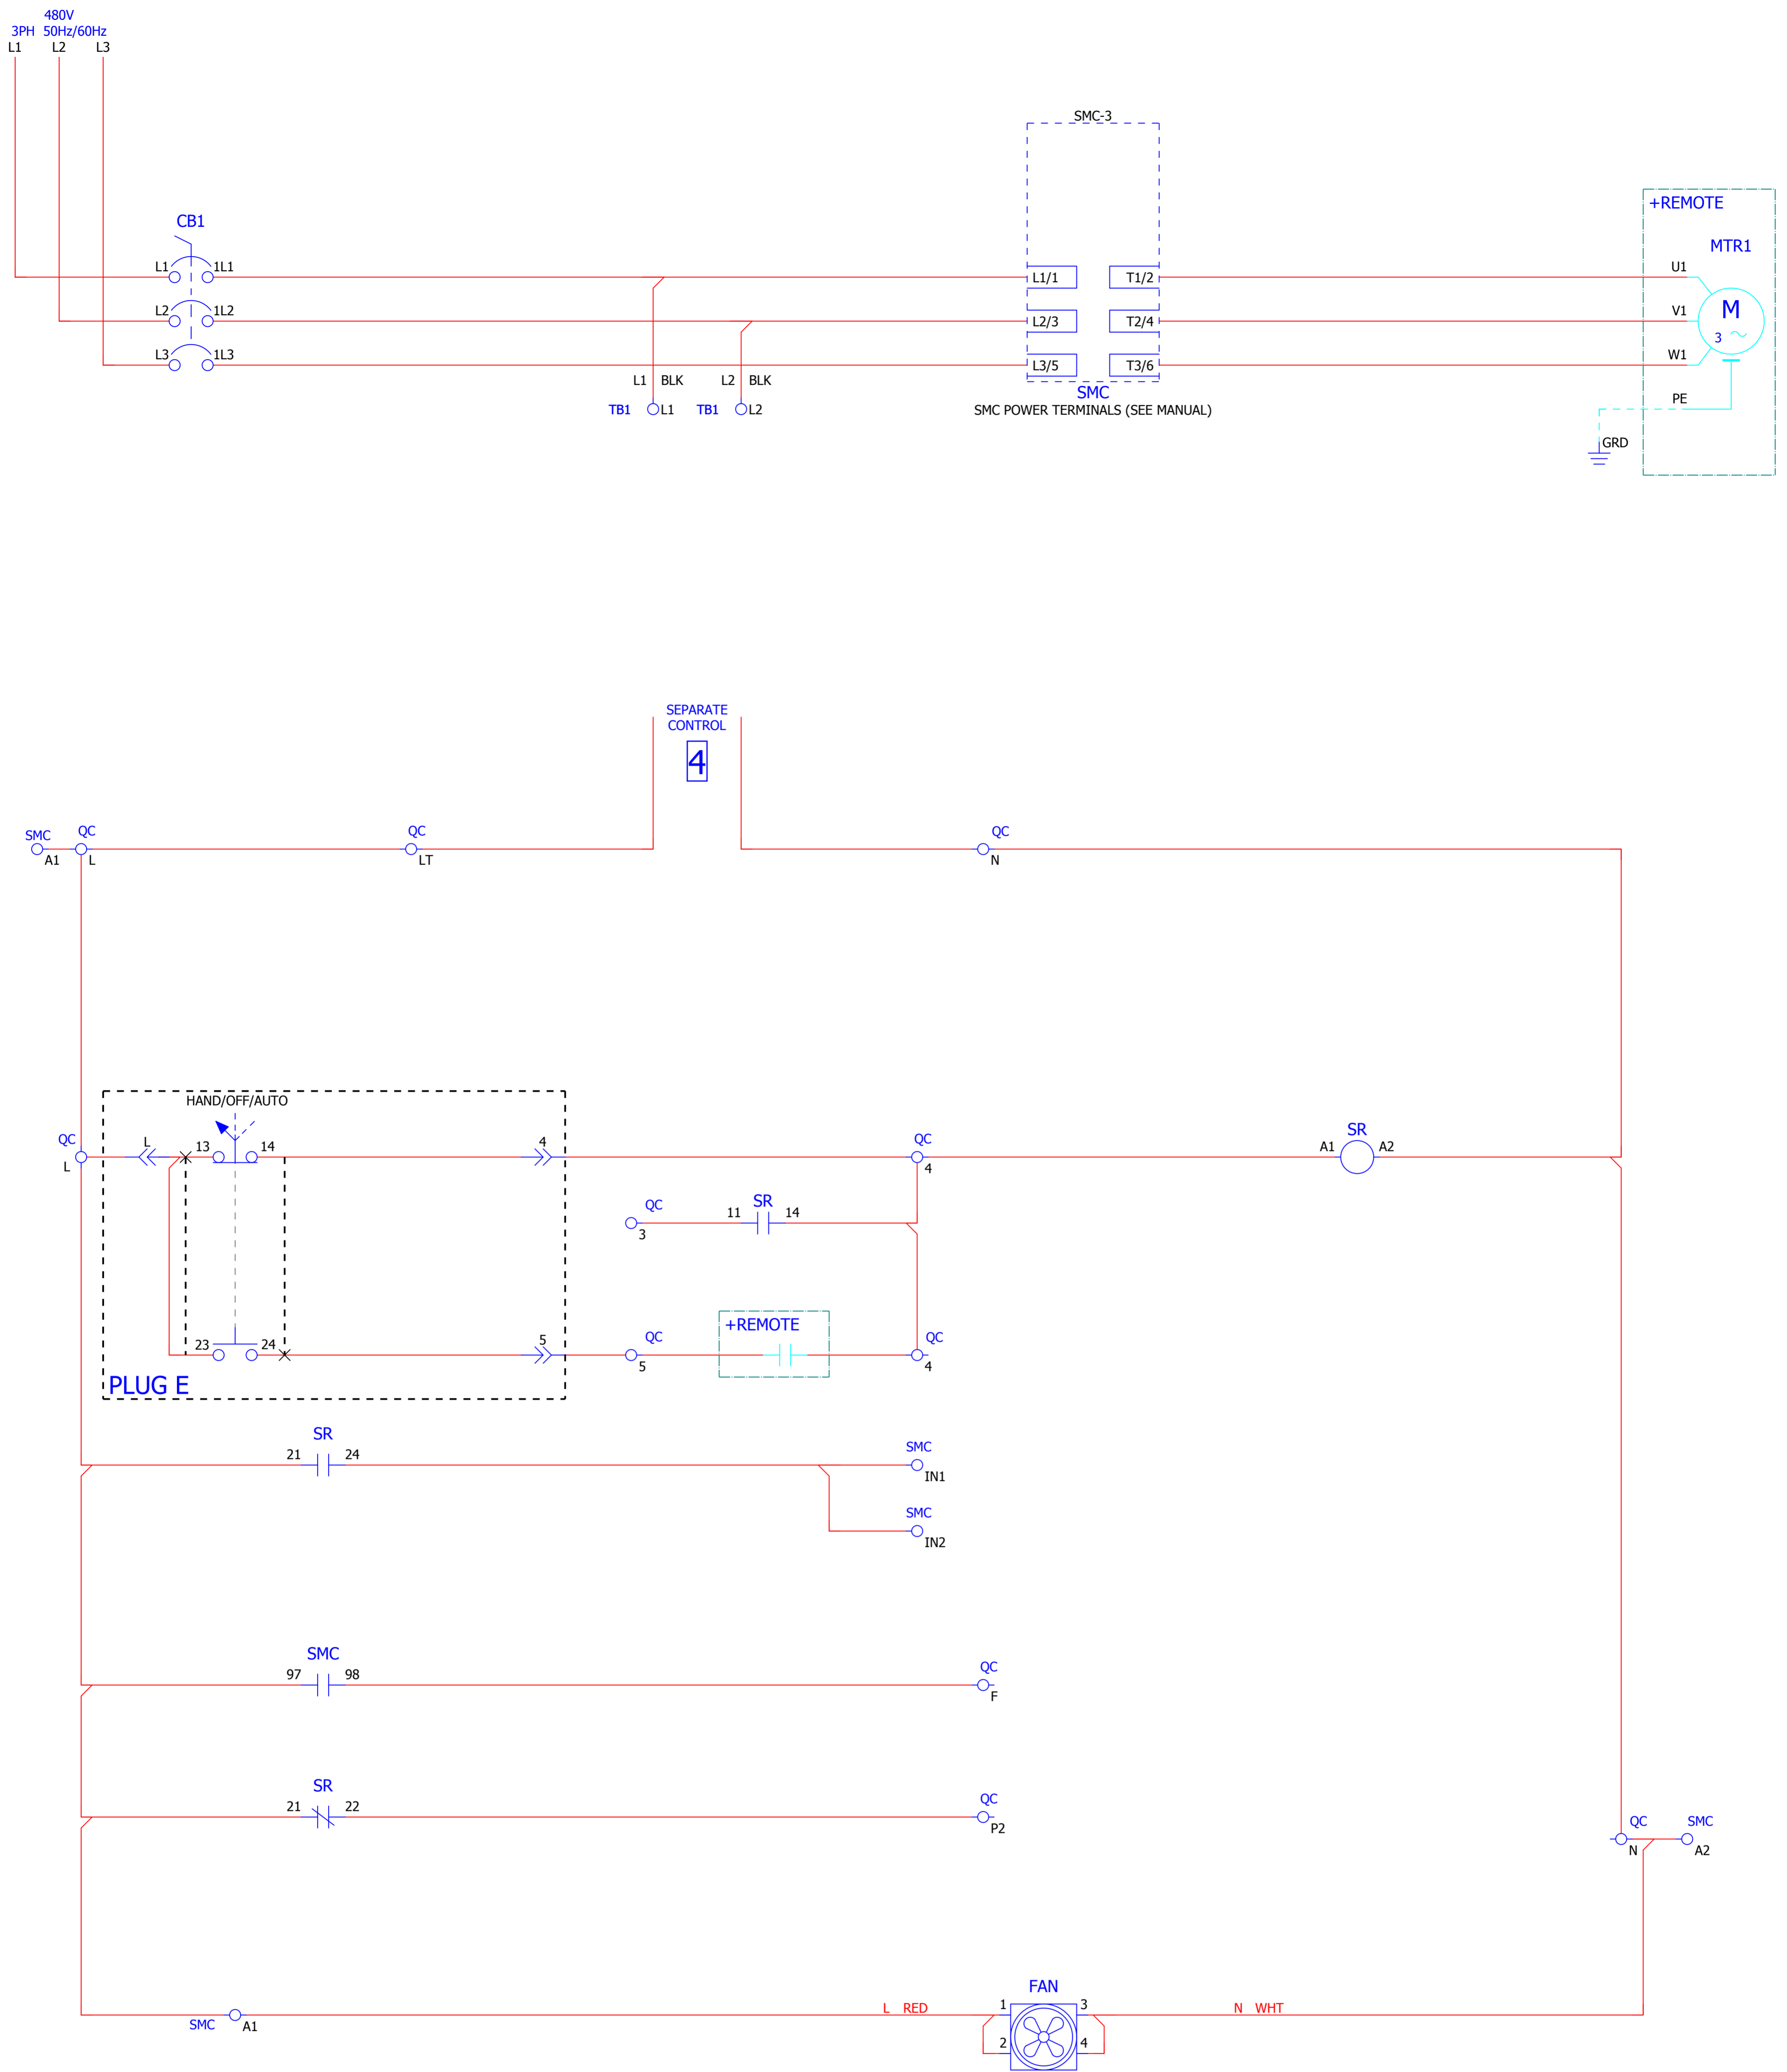 480V
3PH 50Hz/60Hz
L1 L2 L3
SMC-3
+REMOTE
CB1
MTR1
L1 1L1 L1/1 T1/2 U1
L2 1L2 L2/3 T2/4 V1
M
3
L3 1L3 L3/5 T3/6 W1
L1 BLK L2 BLK
SMC
PE
TB1 L1 TB1 L2
SMC POWER TERMINALS (SEE MANUAL)
GRD
SEPARATE
CONTROL
4
SMC QC QC QC
A1 L LT N
HAND/OFF/AUTO
QC L 13 14 4 QC SR
A1 A2
L 4
QC SR
11 14
3
+REMOTE
23 24 5 QC QC
5 4
PLUG E
SR SMC
21 24
IN1
SMC
IN2
SMC
97 98 QC
F
SR
21 22 QC
P2
QC SMC
N A2
FAN
L RED 1 3 N WHT
SMC A1
2 4